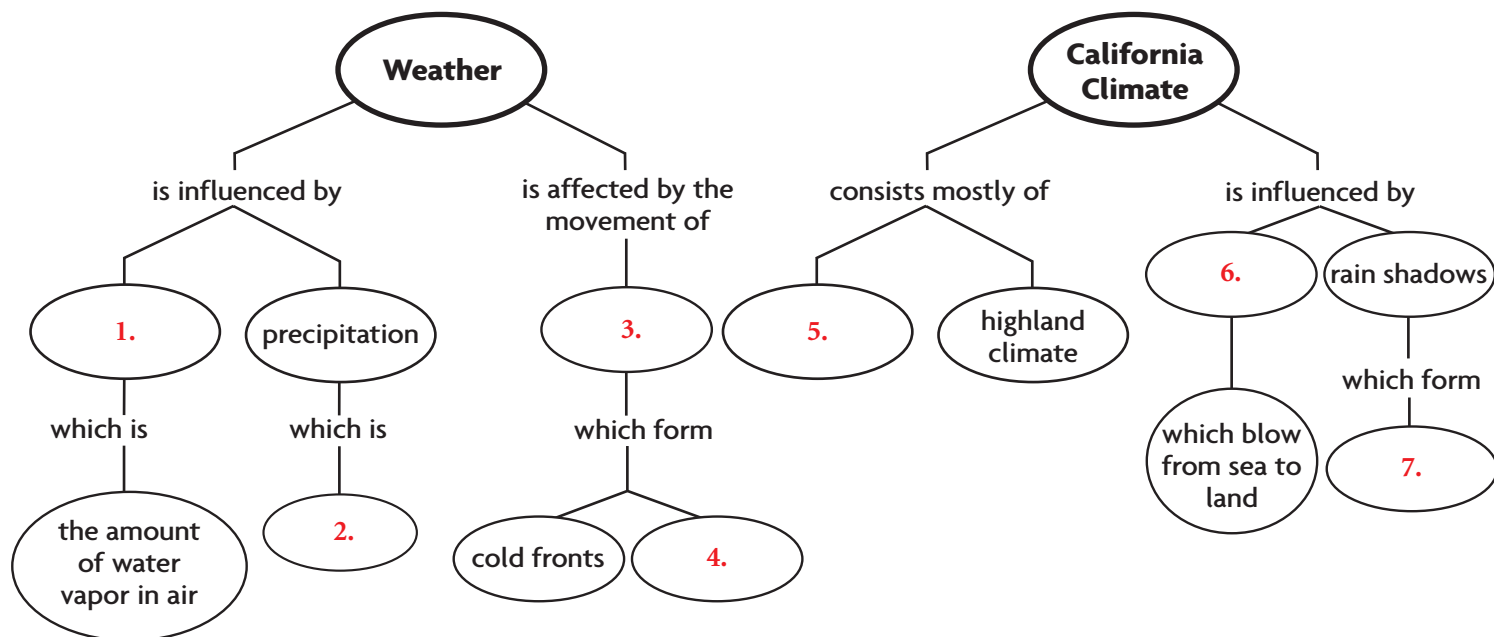 Weather
California
Climate
is influenced by
is affected by the
movement of
consists mostly of
is influenced by
1.
precipitation
3.
5.
highland
climate
6.
rain shadows
which is
which is
which form
which blow
from sea to
land
which form
7.
the amount
of water
vapor in air
2.
cold fronts
4.